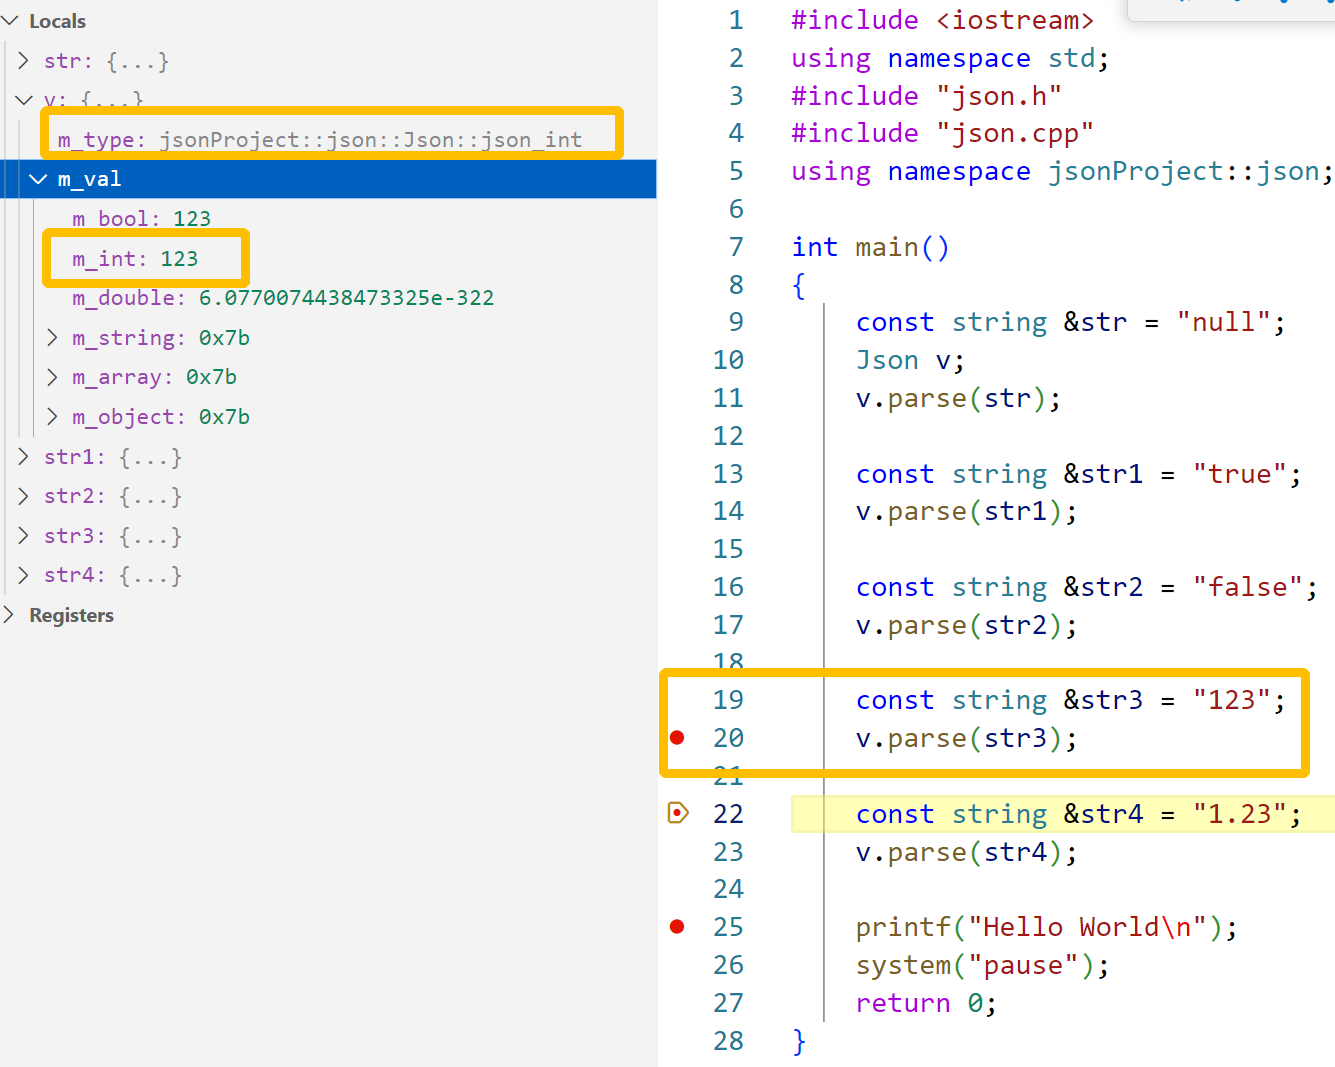 Locals
str: {...}
v: {...}
m_type: jsonProject::json::Json::json_int
m_val
m_bool: 123
m_int: 123
m_double: 6.0770074438473325e-322
m_string: 0x7b
m_array: 0x7b
m_object: 0x7b
str1: {...}
str2: {...}
str3: {...}
str4: {...}
Registers
1 #include <iostream>
2 using namespace std;
3 #include "json.h"
4 #include "json.cpp"
5 using namespace jsonProject::json;
6
7 int main()
8 {
9 const string &str = "null";
10 Json v;
11 v.parse(str);
12
13 const string &str1 = "true";
14 v.parse(str1);
15
16 const string &str2 = "false";
17 v.parse(str2);
18
19 const string &str3 = "123";
20 v.parse(str3);
21
22 const string &str4 = "1.23";
23 v.parse(str4);
24
25 printf("Hello World\n");
26 system("pause");
27 return 0;
28 }